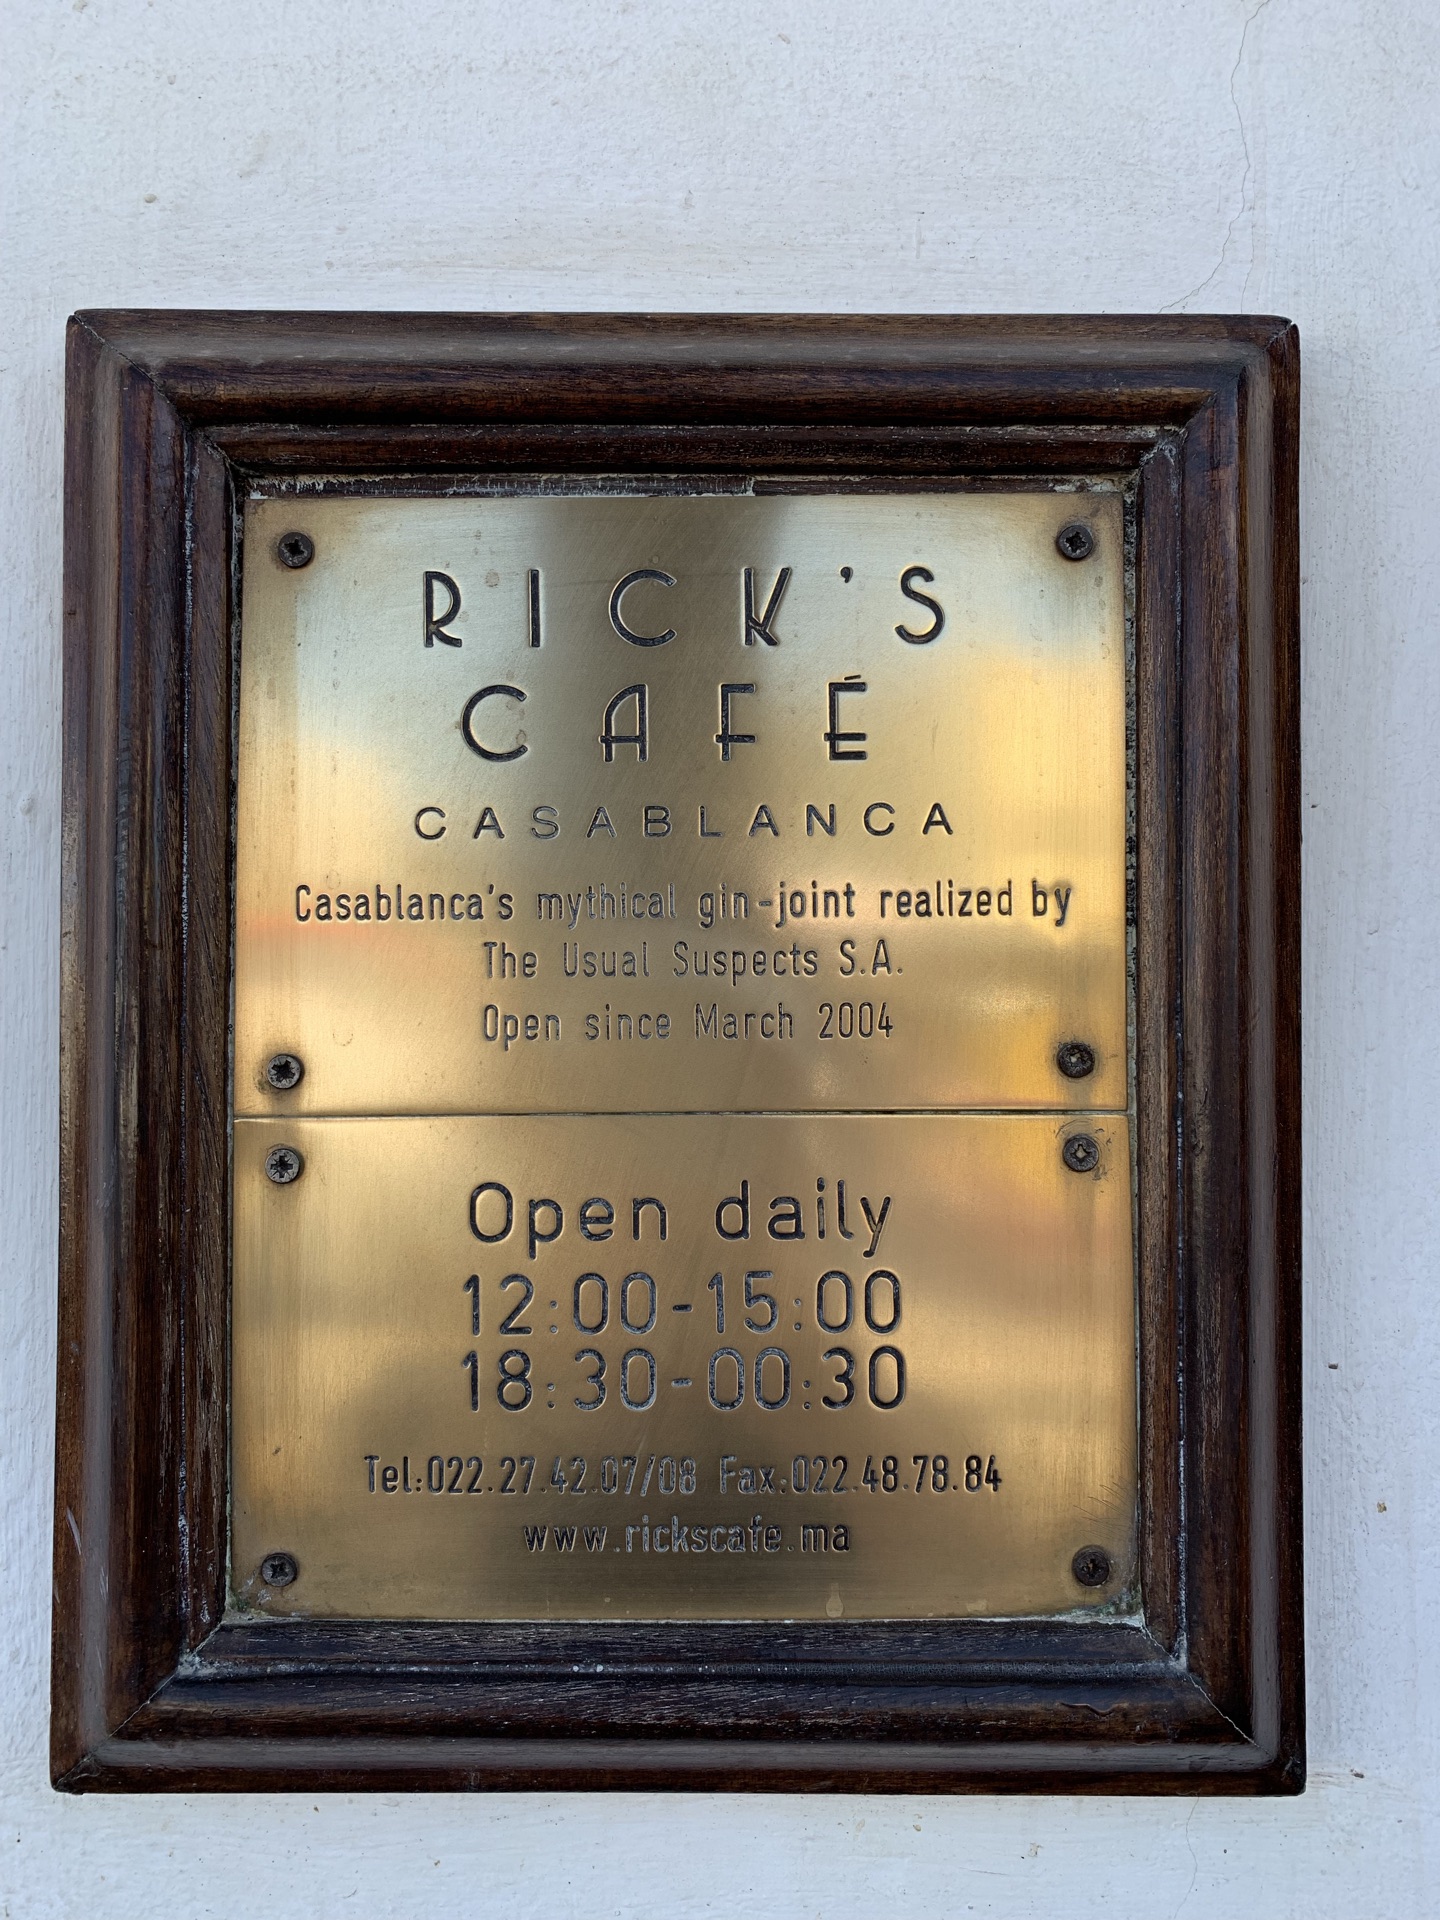 RICK'S
CAFÉ
CASABLANCA
Casablanca's mythical gin-joint realized by
The Usual Suspects S.A.
Open since March 2004
Open daily
12:00-15:00
18:30-00:30
Tel:022.27.42.07/08 Fax:022.48.78.84
www.rickscafe.ma